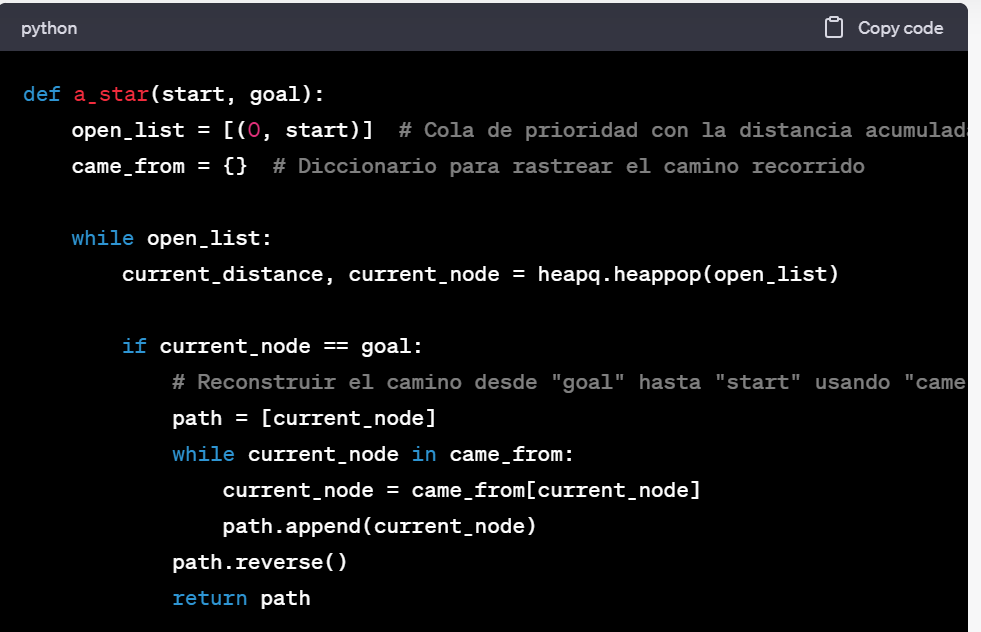 python
Copy code
def a_star(start, goal):
    open_list = [(0, start)]  # Cola de prioridad con la distancia
    came_from = {}  # Diccionario para rastrear el camino recorrido
    while open_list:
        current_distance, current_node = heapq.heappop(open_list)
        if current_node == goal:
            # Reconstruir el camino desde "goal" hasta "start" usando "came
            path = [current_node]
            while current_node in came_from:
                current_node = came_from[current_node]
                path.append(current_node)
            path.reverse()
            return path